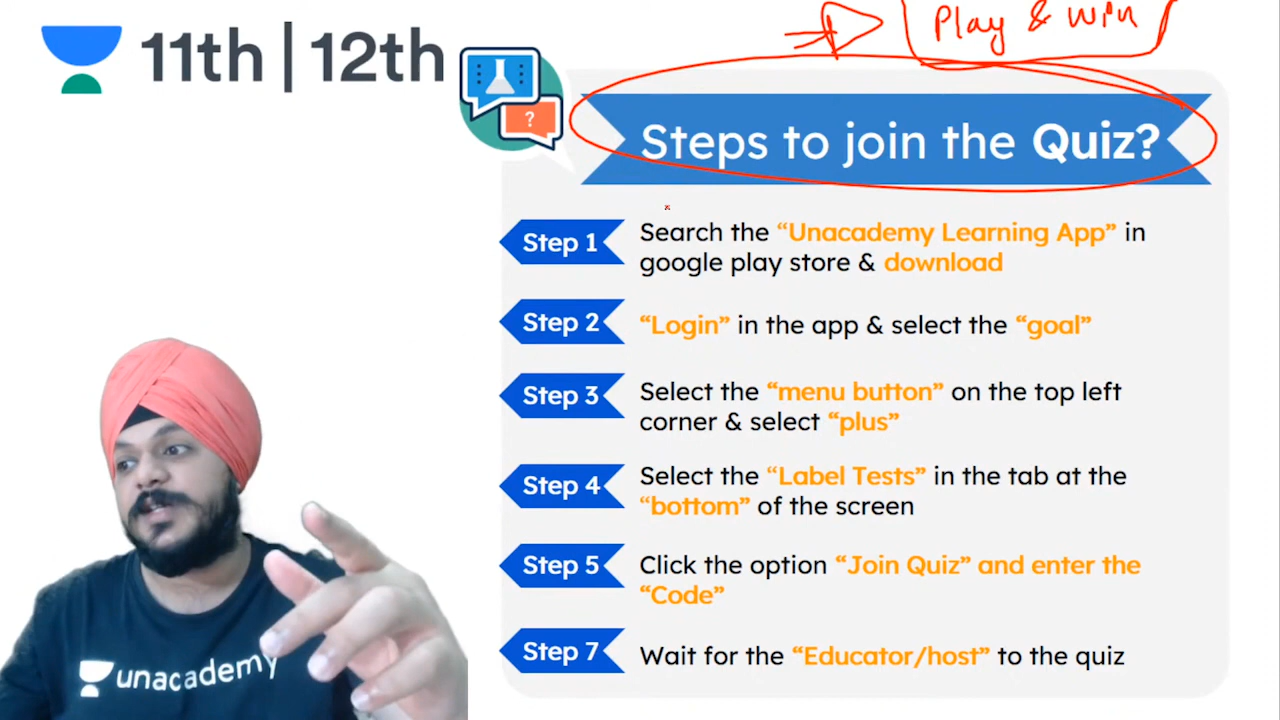 Play & Win
11th | 12th
?
Steps to join the Quiz?
Step 1
Search the “Unacademy Learning App” in
google play store & download
Step 2
“Login” in the app & select the “goal”
Step 3
Select the “menu button” on the top left
corner & select “plus”
Step 4
Select the “Label Tests” in the tab at the
“bottom” of the screen
Step 5
Click the option “Join Quiz” and enter the
“Code”
Step 7
Wait for the “Educator/host” to the quiz
unacademy